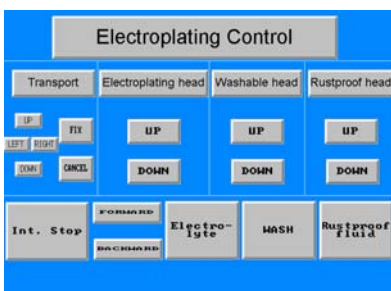 Electroplating Control
Transport Electroplating head Washable head Rustproof head
UP
FIX UP UP UP
LEFT RIGHT
DOWN CANCEL DOWN DOWN DOWN
FORWARD
Int. Stop Electro- WASH Rustproof
lyte fluid
BACKWARD